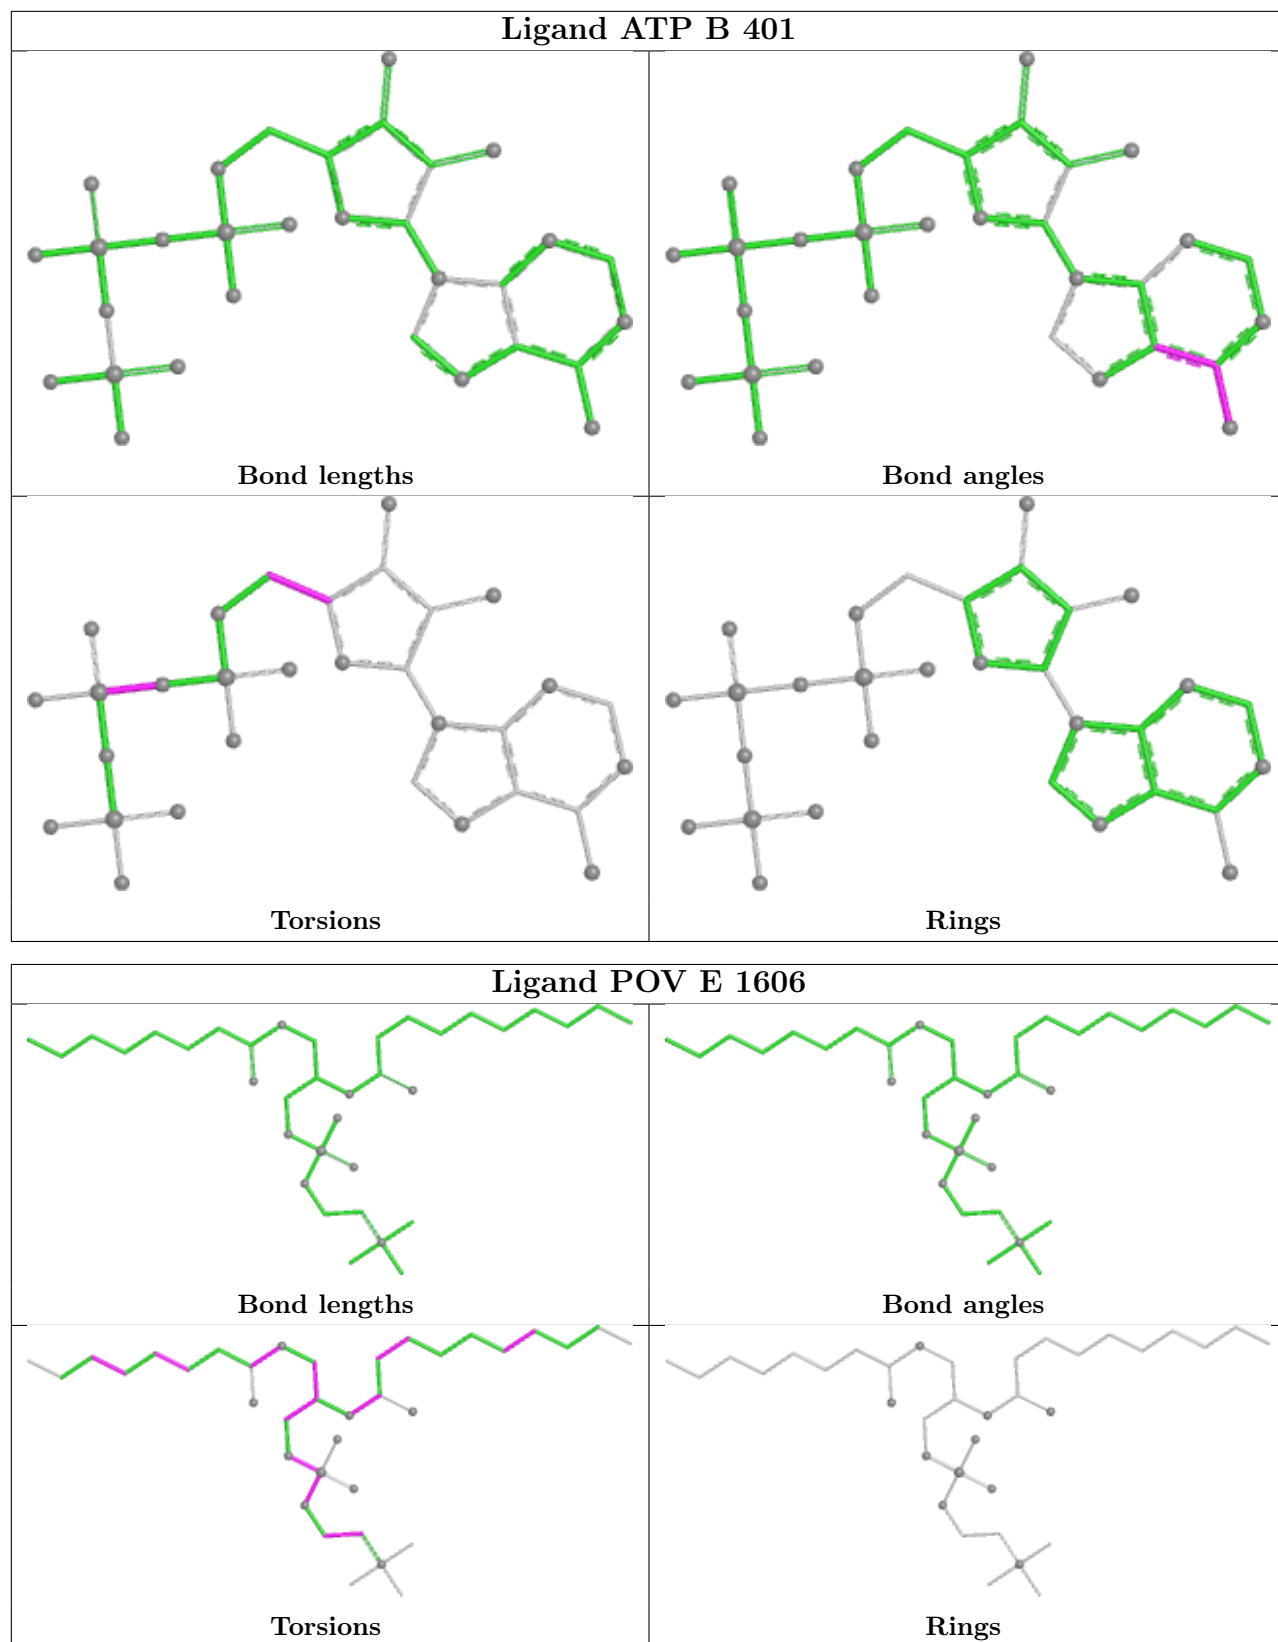 Ligand ATP B 401
Bond lengths
Bond angles
Torsions
Rings
Ligand POV E 1606
Bond lengths
Bond angles
Torsions
Rings